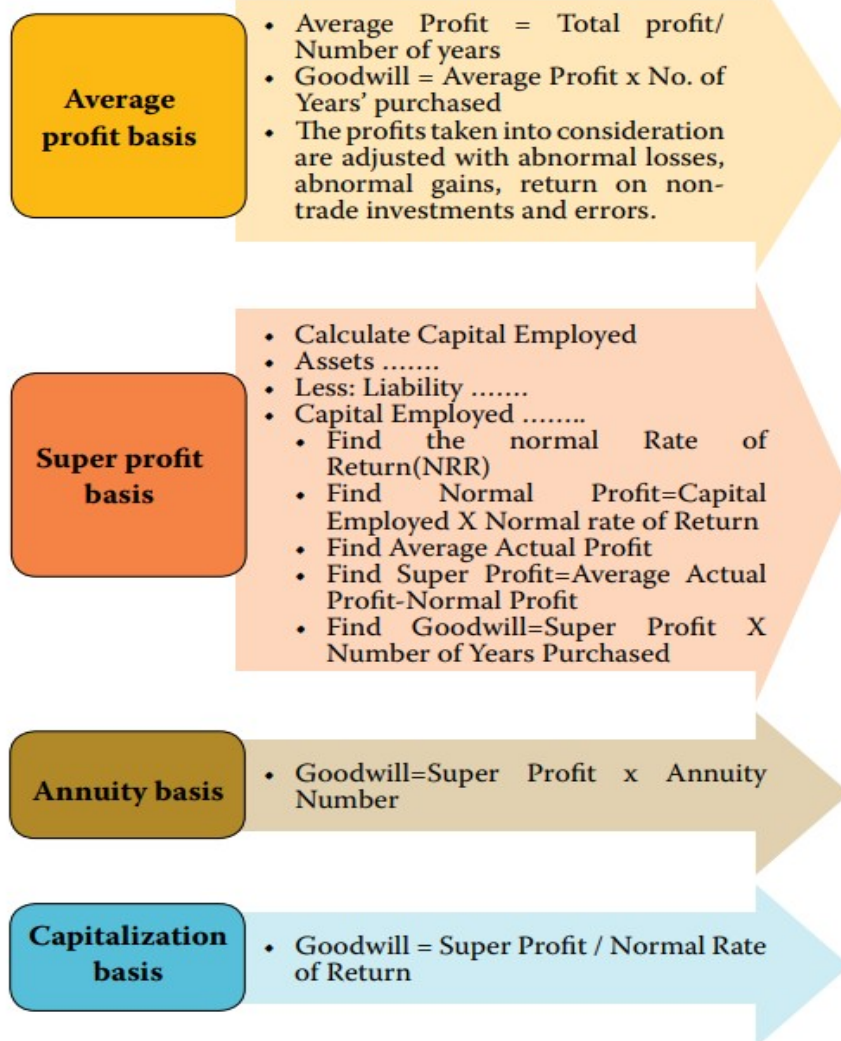 Average
profit basis
• Average Profit = Total profit/
Number of years
• Goodwill = Average Profit x No. of
Years’ purchased
• The profits taken into consideration
are adjusted with abnormal losses,
abnormal gains, return on non-
trade investments and errors.
Super profit
basis
• Calculate Capital Employed
• Assets .......
• Less: Liability .......
• Capital Employed ........
• Find the normal Rate of
Return(NRR)
• Find Normal Profit=Capital
Employed X Normal rate of Return
• Find Average Actual Profit
• Find Super Profit=Average Actual
Profit-Normal Profit
• Find Goodwill=Super Profit X
Number of Years Purchased
Annuity basis
• Goodwill=Super Profit x Annuity
Number
Capitalization
basis
• Goodwill = Super Profit / Normal Rate
of Return